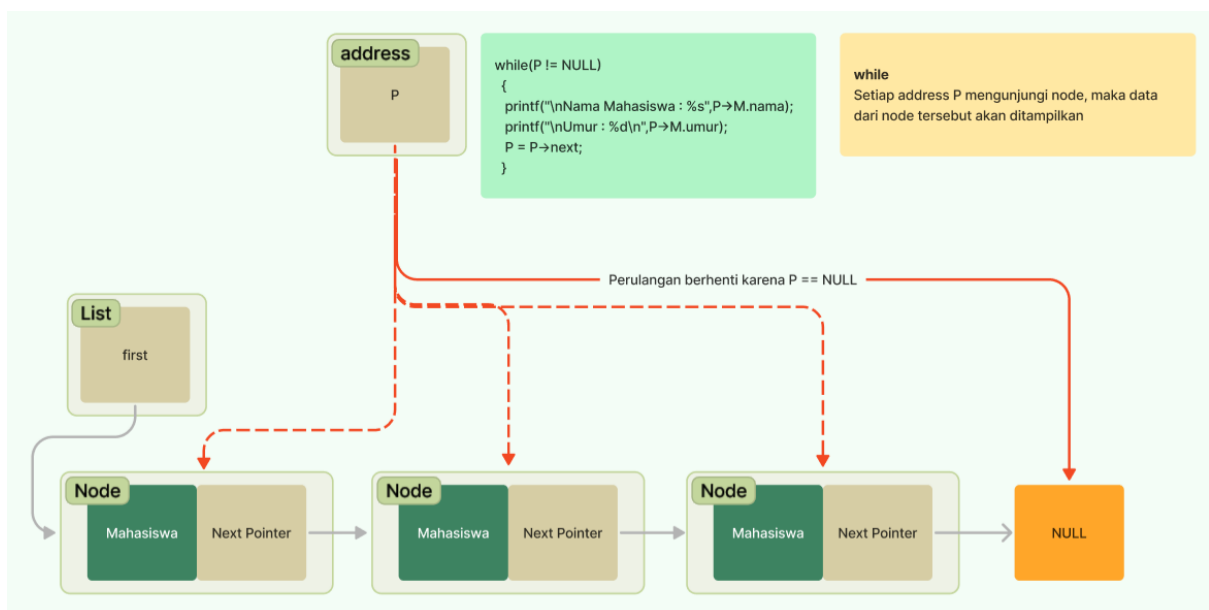 address
P
while(P != NULL)
{
printf("\nNama Mahasiswa : %s",P→M.nama);
printf("\nUmur : %d\n",P→M.umur);
P = P→next;
}
while
Setiap address P mengunjungi node, maka data
dari node tersebut akan ditampilkan
Perulangan berhenti karena P == NULL
List
first
Node
Mahasiswa
Next Pointer
Node
Mahasiswa
Next Pointer
Node
Mahasiswa
Next Pointer
NULL